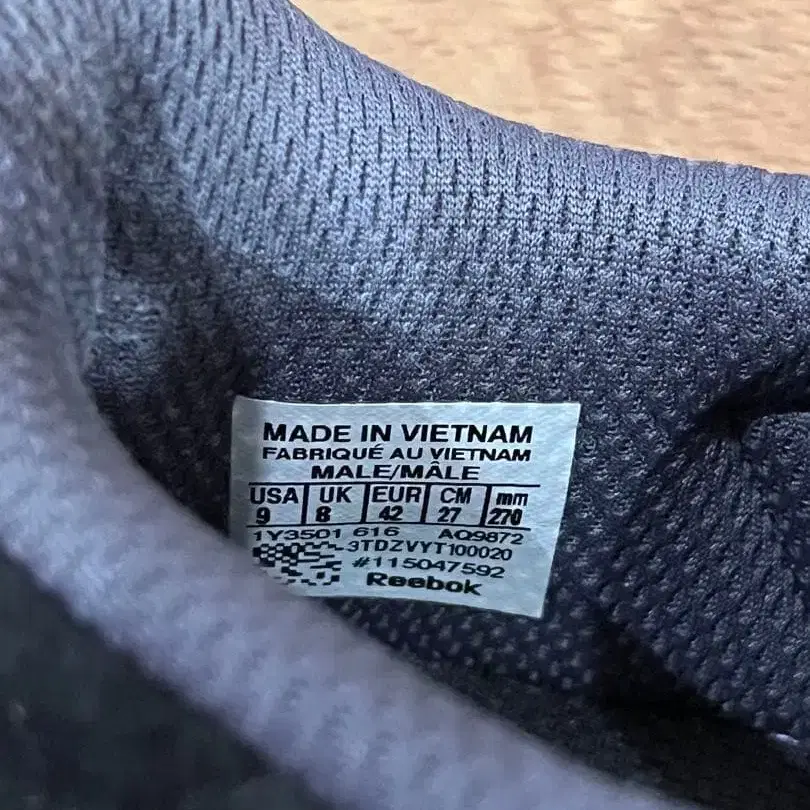 MADE IN VIETNAM
FABRIQUÉ AU VIETNAM
MALE/MÂLE
USA UK EUR CM mm
9 8 42 27 270
1Y3501 616 AQ9872
3TDZVYT100020
#115047592
Reebok